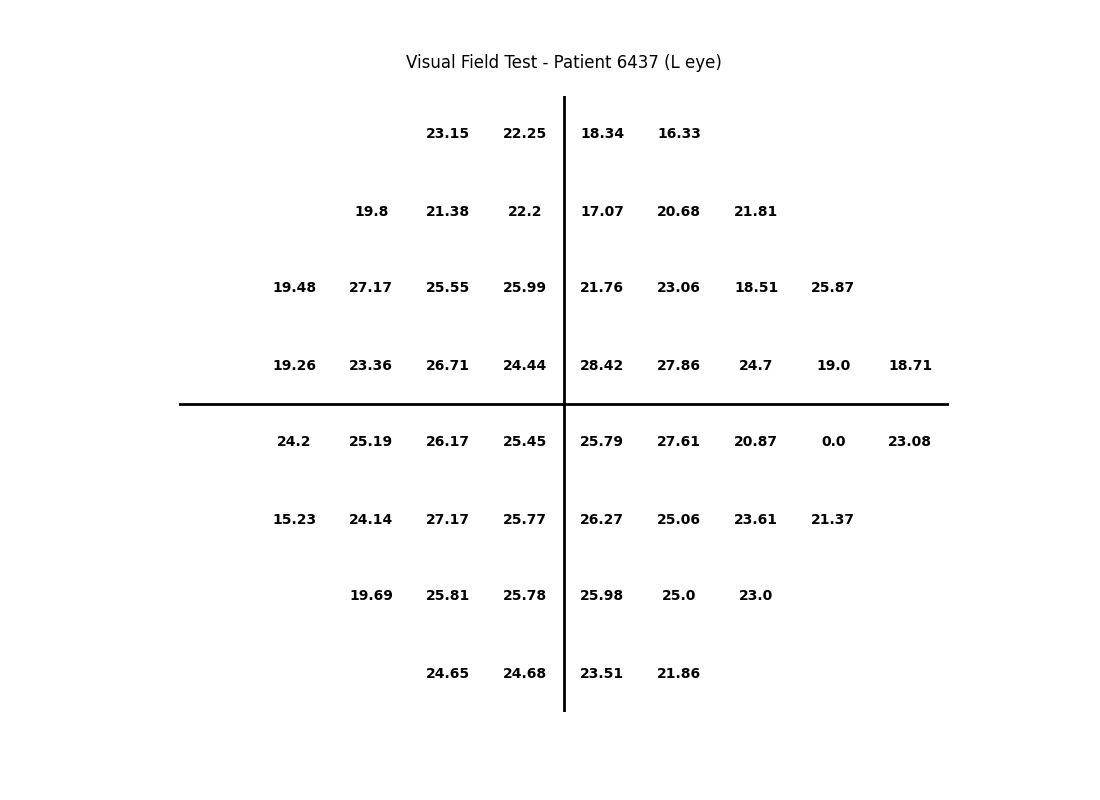 Visual Field Test - Patient 6437 (L eye)
23.15 22.25 18.34 16.33
19.8 21.38 22.2 17.07 20.68 21.81
19.48 27.17 25.55 25.99 21.76 23.06 18.51 25.87
19.26 23.36 26.71 24.44 28.42 27.86 24.7 19.0 18.71
24.2 25.19 26.17 25.45 25.79 27.61 20.87 0.0 23.08
15.23 24.14 27.17 25.77 26.27 25.06 23.61 21.37
19.69 25.81 25.78 25.98 25.0 23.0
24.65 24.68 23.51 21.86